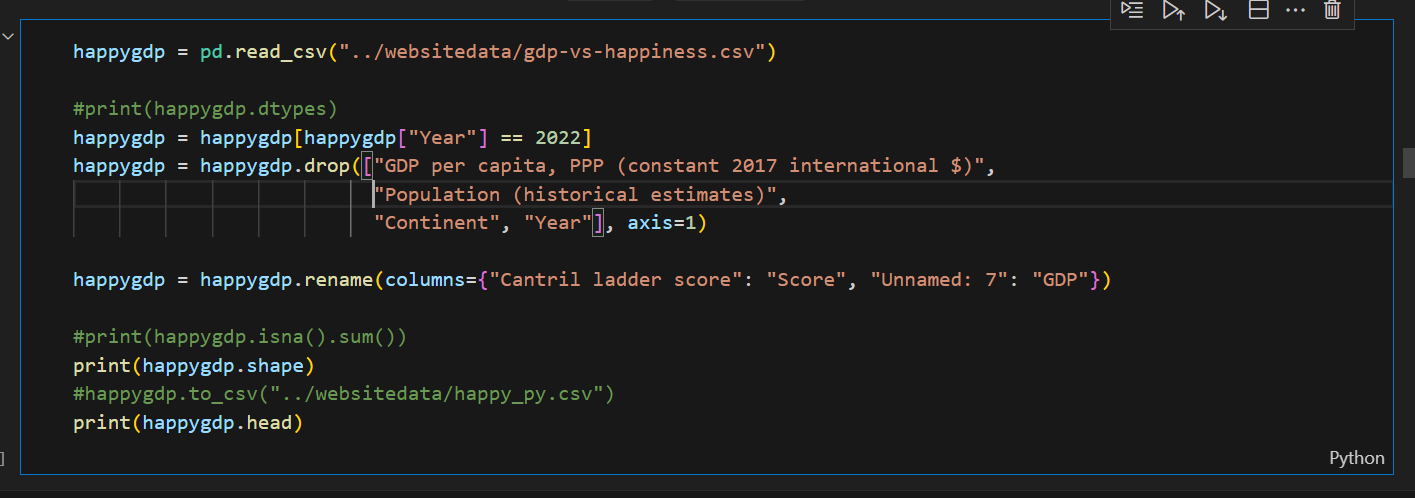 happygdp = pd.read_csv("../websitedata/gdp-vs-happiness.csv")
#print(happygdp.dtypes)
happygdp = happygdp[happygdp["Year"] == 2022]
happygdp = happygdp.drop(["GDP per capita, PPP (constant 2017 international $)",
"Population (historical estimates)",
"Continent", "Year"], axis=1)
happygdp = happygdp.rename(columns={"Cantril ladder score": "Score", "Unnamed: 7": "GDP"})
#print(happygdp.isna().sum())
print(happygdp.shape)
#happygdp.to_csv("../websitedata/happy_py.csv")
print(happygdp.head)
]
Python